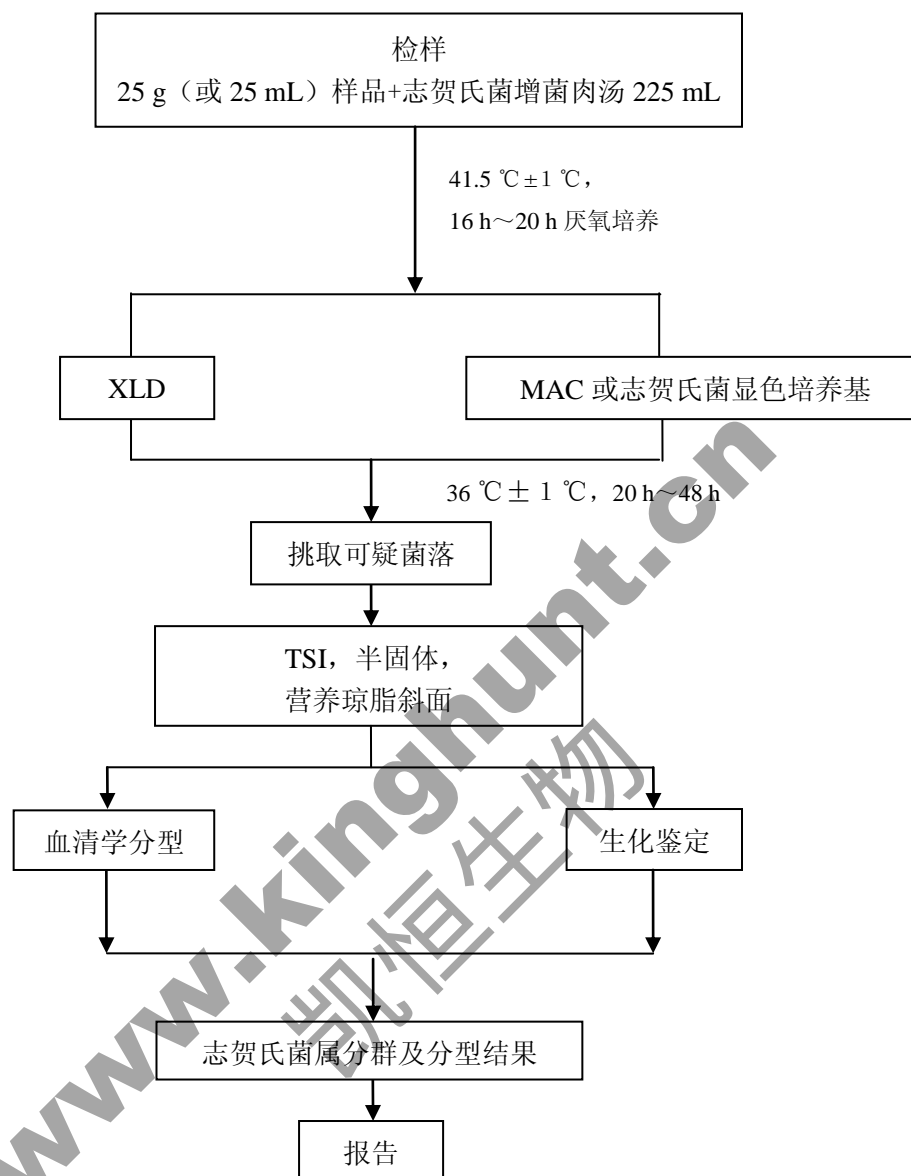 检样
25 g（或 25 mL）样品+志贺氏菌增菌肉汤 225 mL
41.5 ℃±1 ℃，
16 h～20 h 厌氧培养
XLD
MAC 或志贺氏菌显色培养基
36 ℃± 1 ℃，20 h～48 h
挑取可疑菌落
TSI，半固体，
营养琼脂斜面
血清学分型
生化鉴定
志贺氏菌属分群及分型结果
报告
www.kinghunt.cn
凯恒生物